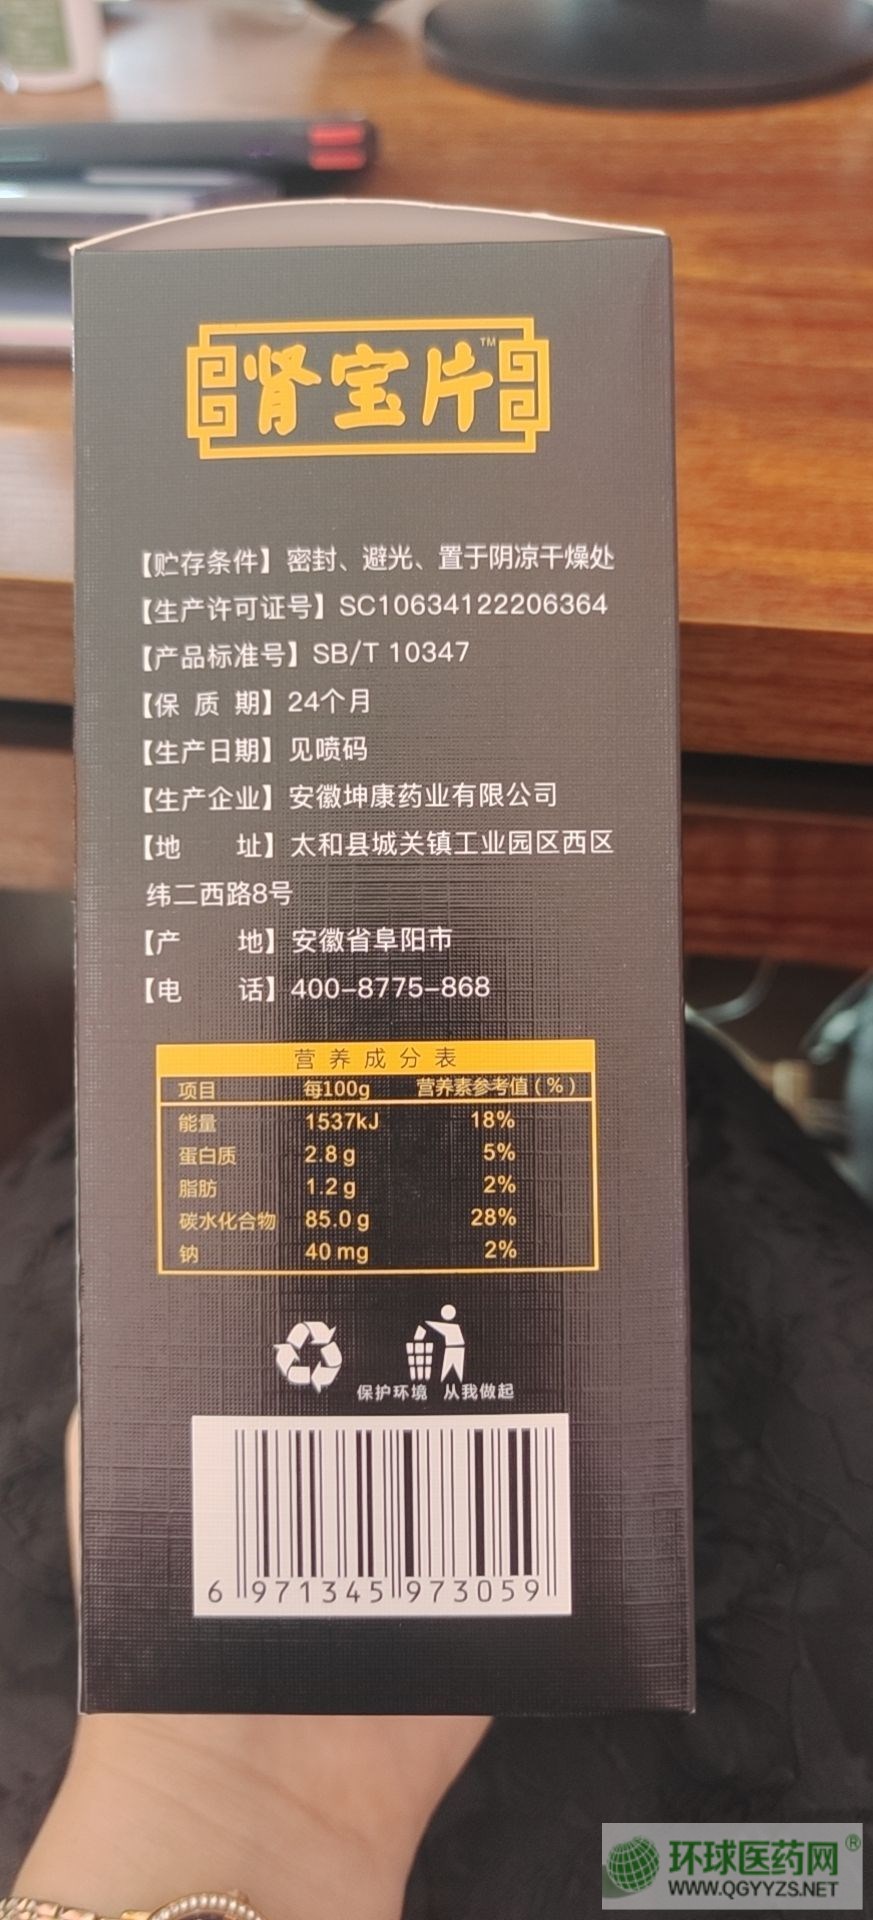 肾宝片™
【贮存条件】密封、避光、置于阴凉干燥处
【生产许可证号】SC10634122206364
【产品标准号】SB/T 10347
【保 质 期】24个月
【生产日期】见喷码
【生产企业】安徽坤康药业有限公司
【地 址】太和县城关镇工业园区西区
纬二西路8号
【产 地】安徽省阜阳市
【电 话】400-8775-868
营养成分表
项目 每100g 营养素参考值(%)
能量 1537kJ 18%
蛋白质 2.8g 5%
脂肪 1.2g 2%
碳水化合物 85.0g 28%
钠 40mg 2%
保护环境 从我做起
6 971345 973059
环球医药网®
WWW.QGYYZS.NET